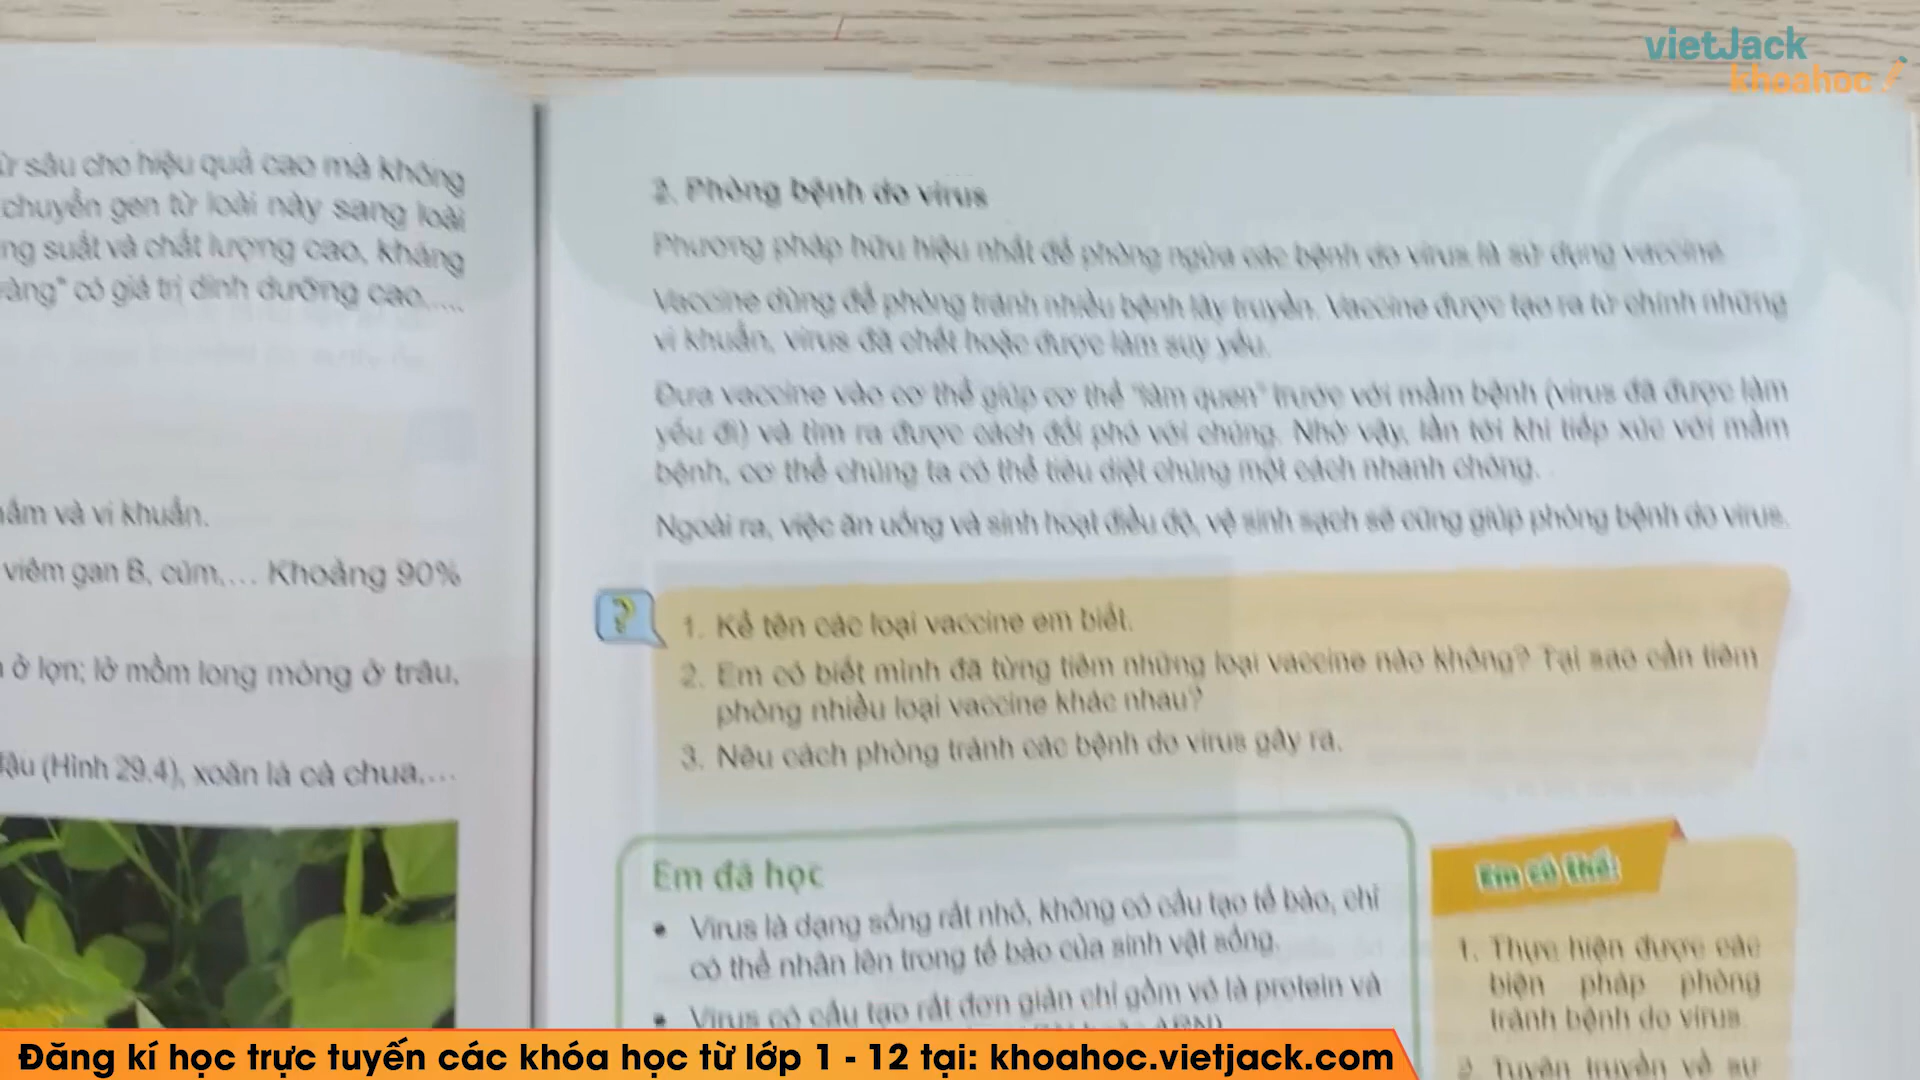 vietJack
khoahoc
sâu cho hiệu quả cao mà không
chuyển gen từ loài này sang loài
suất và chất lượng cao, kháng
có giá trị dinh dưỡng cao.....
và vi khuẩn.
viêm gan B, cúm,... Khoảng 90%
ở lợn; lở mồm long móng ở trâu,
(Hình 29.4), xoăn lá cà chua,...
2. Phòng bệnh do virus
Phương pháp hữu hiệu nhất để phòng ngừa các bệnh do virus là sử dụng vaccine.
Vaccine dùng để phòng tránh nhiều bệnh lây truyền. Vaccine được tạo ra từ chính những
vi khuẩn, virus đã chết hoặc được làm suy yếu.
Đưa vaccine vào cơ thể giúp cơ thể "làm quen" trước với mầm bệnh (virus đã được làm
yếu đi) và tìm ra được cách đối phó với chúng. Nhờ vậy, lần tới khi tiếp xúc với mầm
bệnh, cơ thể chúng ta có thể tiêu diệt chúng một cách nhanh chóng.
Ngoài ra, việc ăn uống và sinh hoạt điều độ, vệ sinh sạch sẽ cũng giúp phòng bệnh do virus.
?
1. Kể tên các loại vaccine em biết.
2. Em có biết mình đã từng tiêm những loại vaccine nào không? Tại sao cần tiêm
phòng nhiều loại vaccine khác nhau?
3. Nêu cách phòng tránh các bệnh do virus gây ra.
Em đã học
• Virus là dạng sống rất nhỏ, không có cấu tạo tế bào, chỉ
có thể nhân lên trong tế bào của sinh vật sống.
• Virus có cấu tạo rất đơn giản chỉ gồm vỏ là protein và
Em có thể:
1. Thực hiện được các
biện pháp phòng
tránh bệnh do virus.
2. Tuyên truyền về sự
Đăng kí học trực tuyến các khóa học từ lớp 1 - 12 tại: khoahoc.vietjack.com